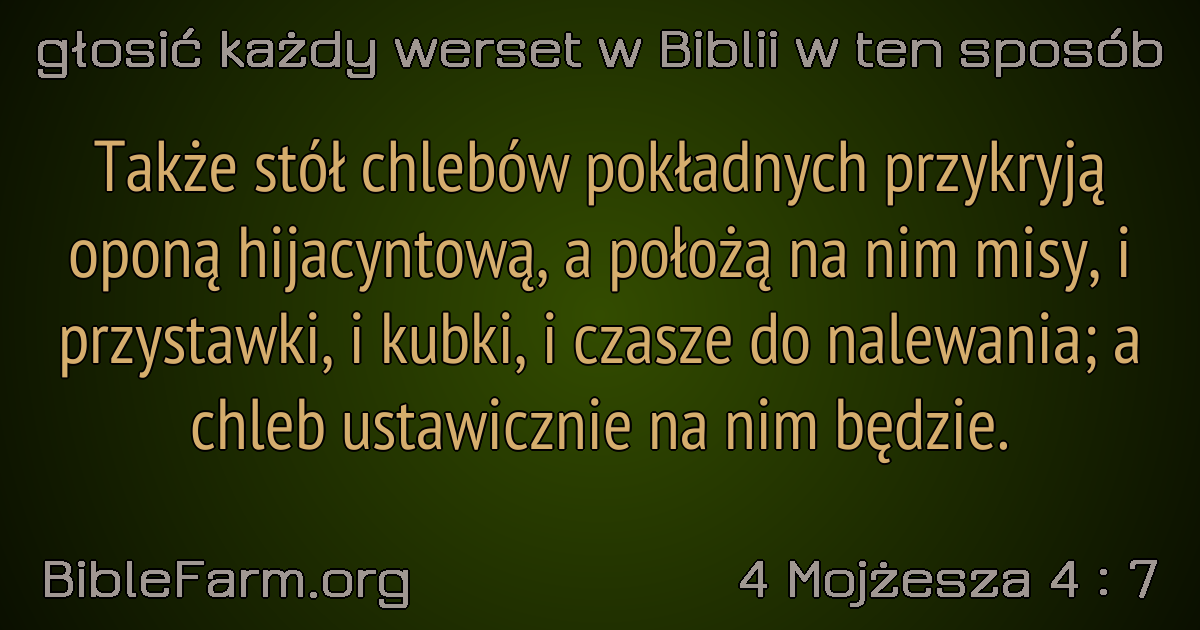 głosić każdy werset w Biblii w ten sposób
Także stół chlebów pokładnych przykryją
oponą hijacyntową, a położą na nim misy, i
przystawki, i kubki, i czasze do nalewania; a
chleb ustawicznie na nim będzie.
BibleFarm.org
4 Mojżesza 4 : 7